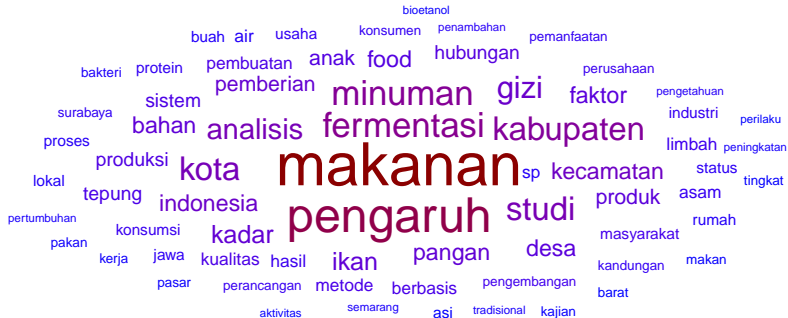 bioetanol
buah air usaha konsumen penambahan pemanfaatan
bakteri protein pembuatan anak food hubungan perusahaan
surabaya sistem pemberian minuman gizi faktor pengetahuan
proses bahan analisis fermentasi kabupaten industri perilaku
lokal produksi kota makanan sp kecamatan limbah peningkatan
tepung indonesia pengaruh studi produk asam status tingkat
pertumbuhan konsumsi kadar masyarakat rumah
pakan kerja jawa kualitas hasil ikan pangan desa kandungan makan
pasar perancangan metode berbasis pengembangan barat
aktivitas semarang asi tradisional kajian